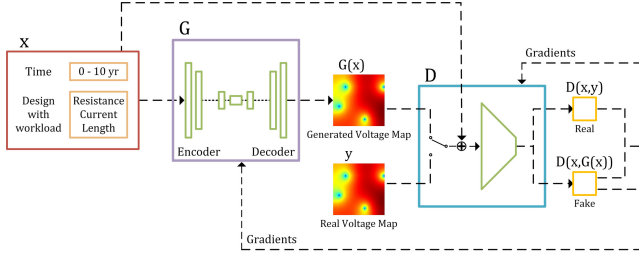 x
Time
0 - 10 yr
Design with workload
Resistance
Current
Length
G
Encoder
Decoder
G(x)
Generated Voltage Map
y
Real Voltage Map
D
Gradients
D(x,y)
Real
D(x,G(x))
Fake
Gradients